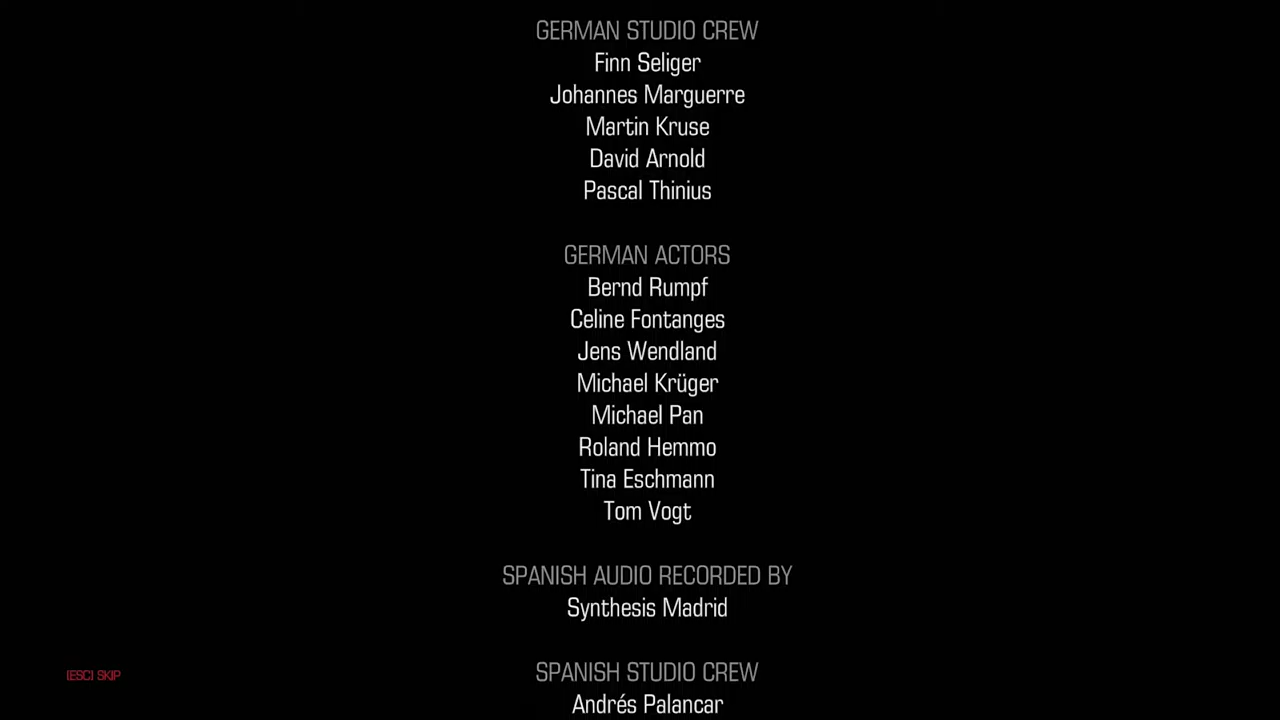 GERMAN STUDIO CREW
Finn Seliger
Johannes Marguerre
Martin Kruse
David Arnold
Pascal Thinius
GERMAN ACTORS
Bernd Rumpf
Celine Fontanges
Jens Wendland
Michael Krüger
Michael Pan
Roland Hemmo
Tina Eschmann
Tom Vogt
SPANISH AUDIO RECORDED BY
Synthesis Madrid
SPANISH STUDIO CREW
[ESC] SKIP
Andrés Palancar